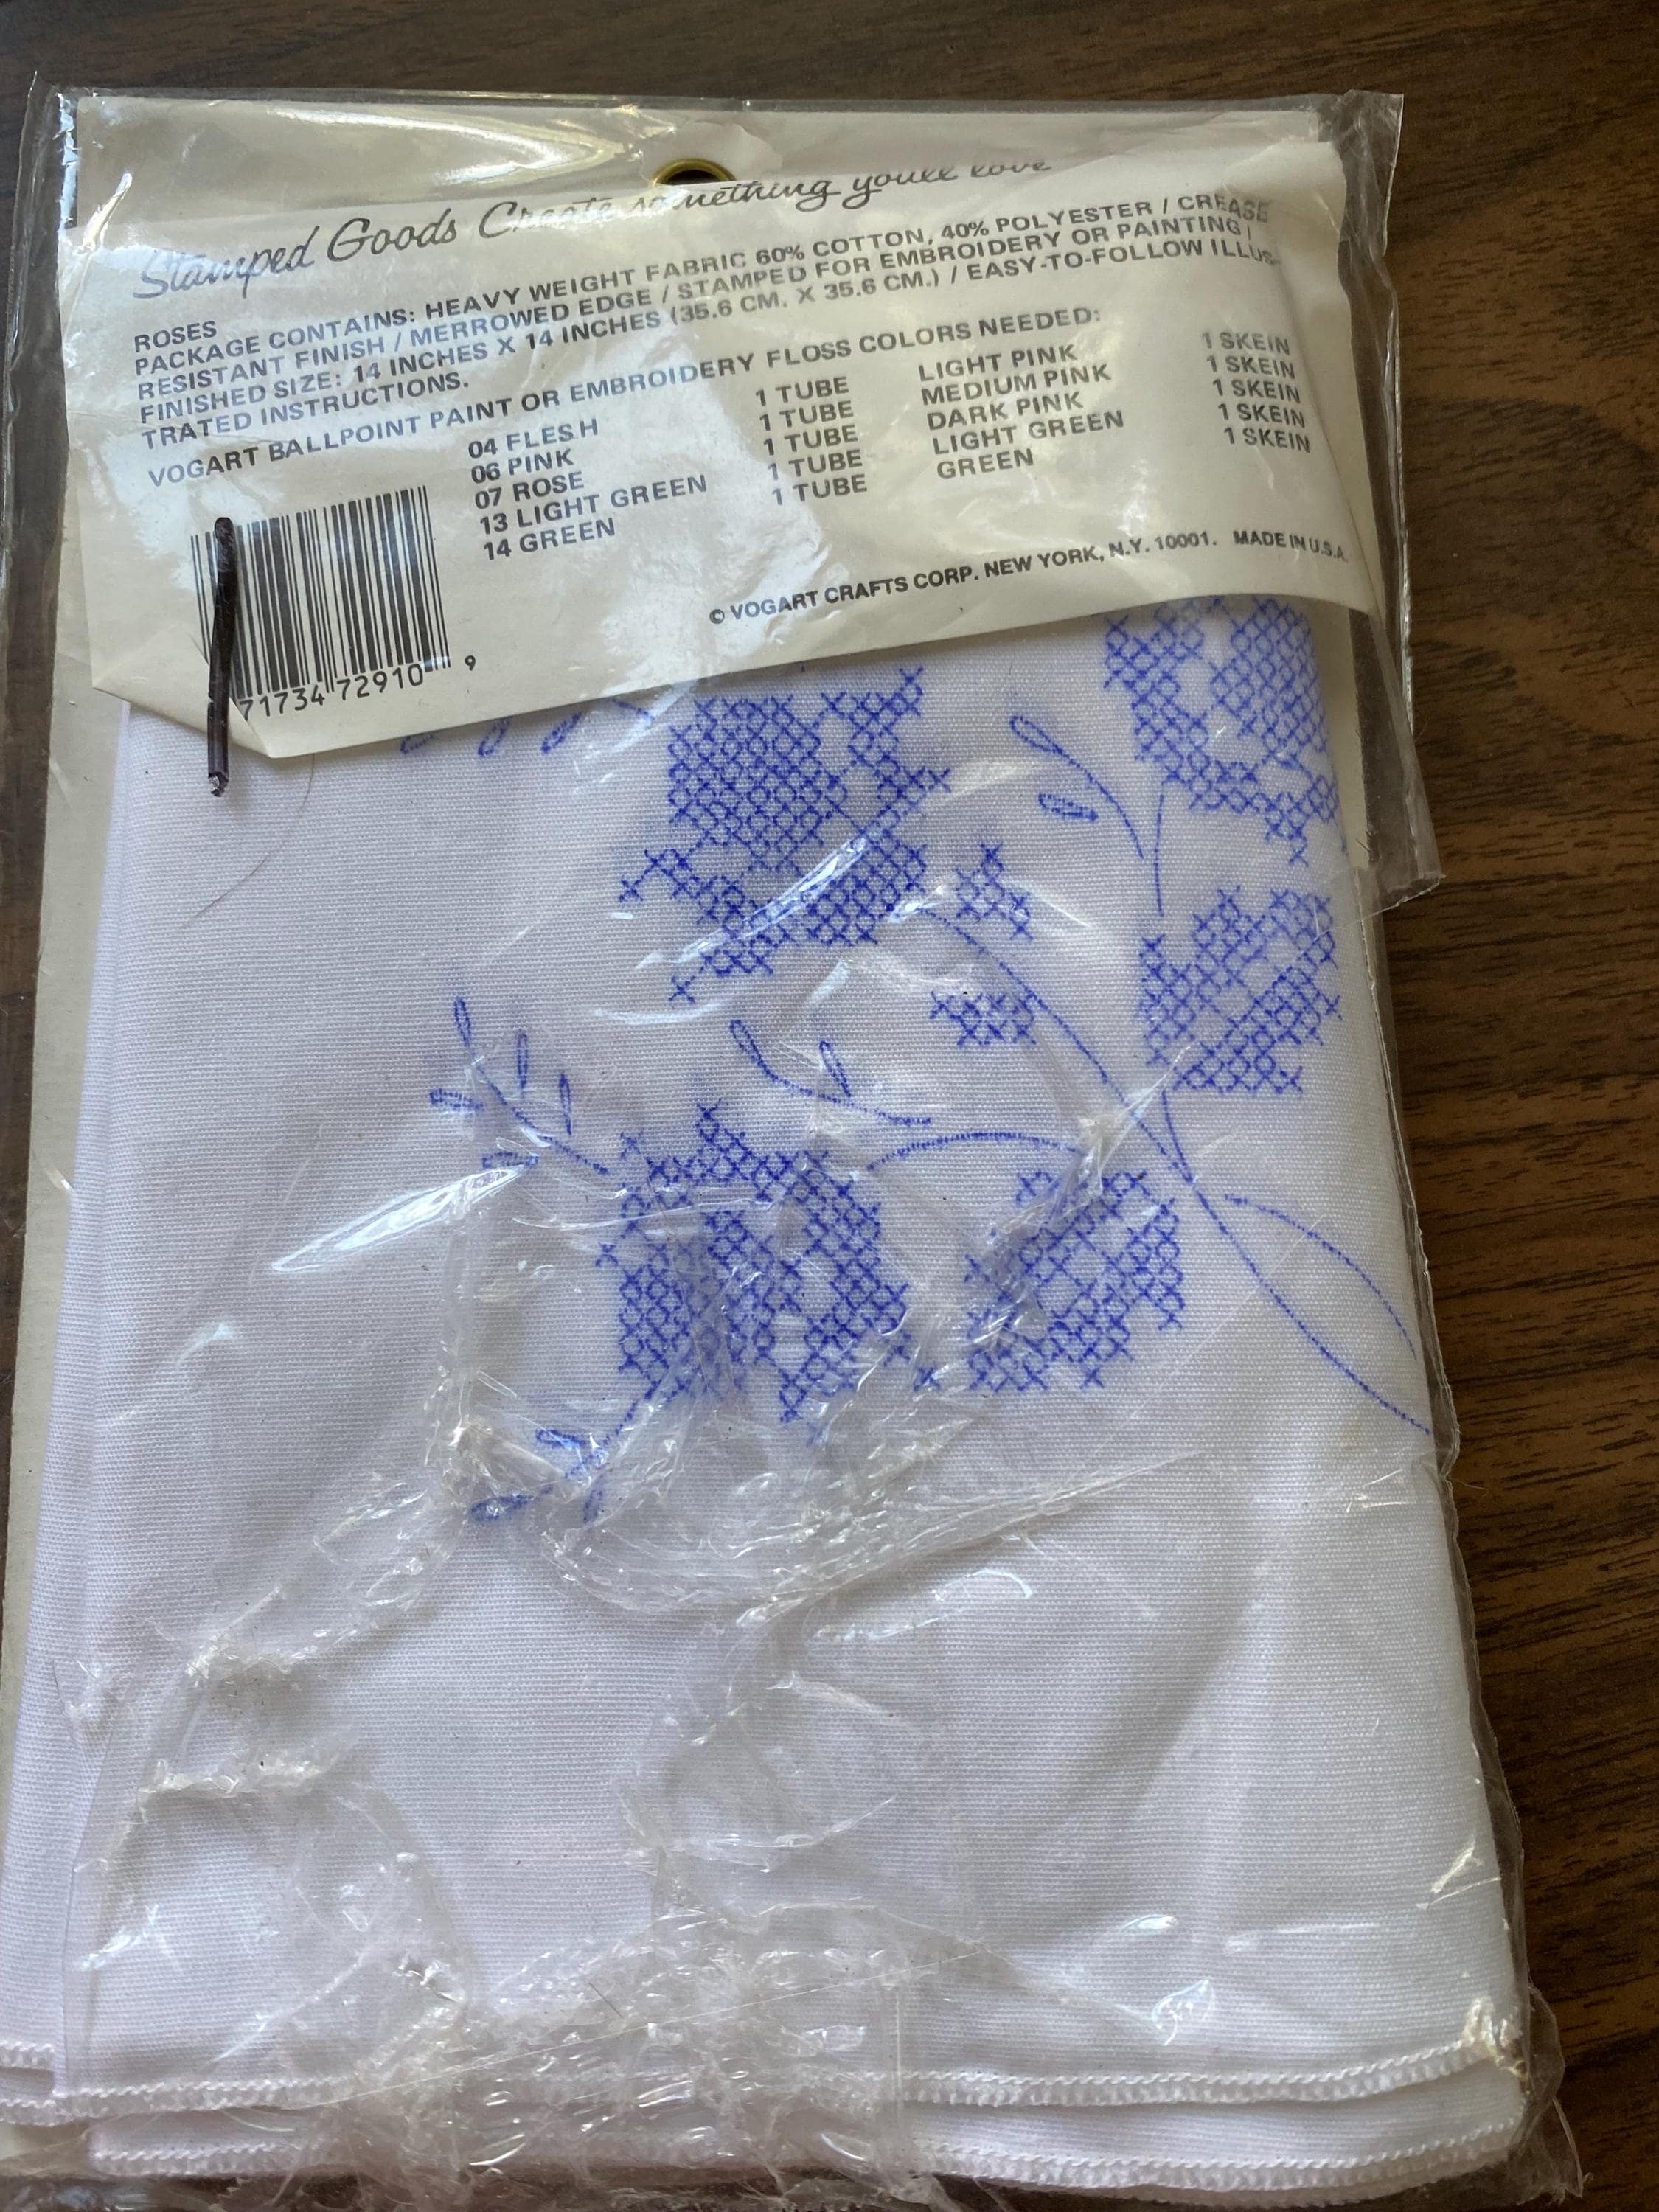 Stamped Goods Create something you'll love
ROSES
PACKAGE CONTAINS: HEAVY WEIGHT FABRIC 60% COTTON, 40% POLYESTER / CREASE
RESISTANT FINISH / MERROWED EDGE / STAMPED FOR EMBROIDERY OR PAINTING /
FINISHED SIZE: 14 INCHES X 14 INCHES (35.6 CM. X 35.6 CM.) / EASY-TO-FOLLOW ILLUS-
TRATED INSTRUCTIONS.
VOGART BALLPOINT PAINT OR EMBROIDERY FLOSS COLORS NEEDED:
04 FLESH 1 TUBE LIGHT PINK 1 SKEIN
06 PINK 1 TUBE MEDIUM PINK 1 SKEIN
07 ROSE 1 TUBE DARK PINK 1 SKEIN
13 LIGHT GREEN 1 TUBE LIGHT GREEN 1 SKEIN
14 GREEN 1 TUBE GREEN 1 SKEIN
© VOGART CRAFTS CORP. NEW YORK, N.Y. 10001. MADE IN U.S.A.
71734 72910 9